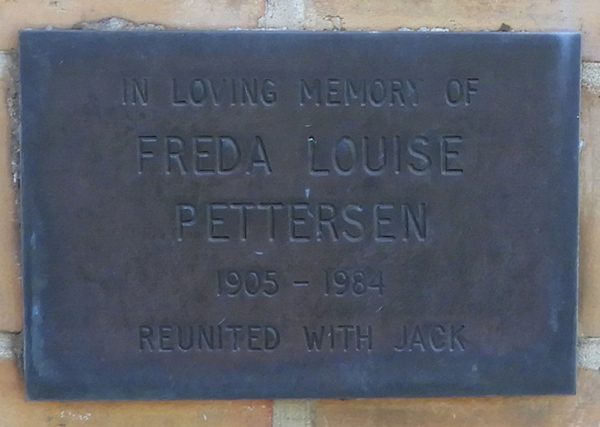 IN LOVING MEMORY OF
FREDA LOUISE
PETTERSEN
1905 – 1984
REUNITED WITH JACK